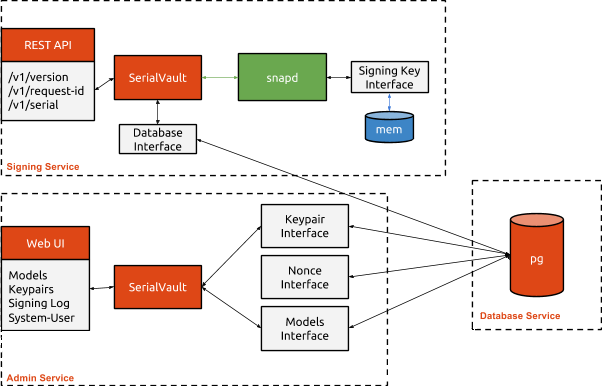 REST API
/v1/version
/v1/request-id
/v1/serial
SerialVault
snapd
Signing Key
Interface
mem
Database
Interface
Signing Service
Web UI
Models
Keypairs
Signing Log
System-User
SerialVault
Keypair
Interface
Nonce
Interface
Models
Interface
Admin Service
pg
Database Service